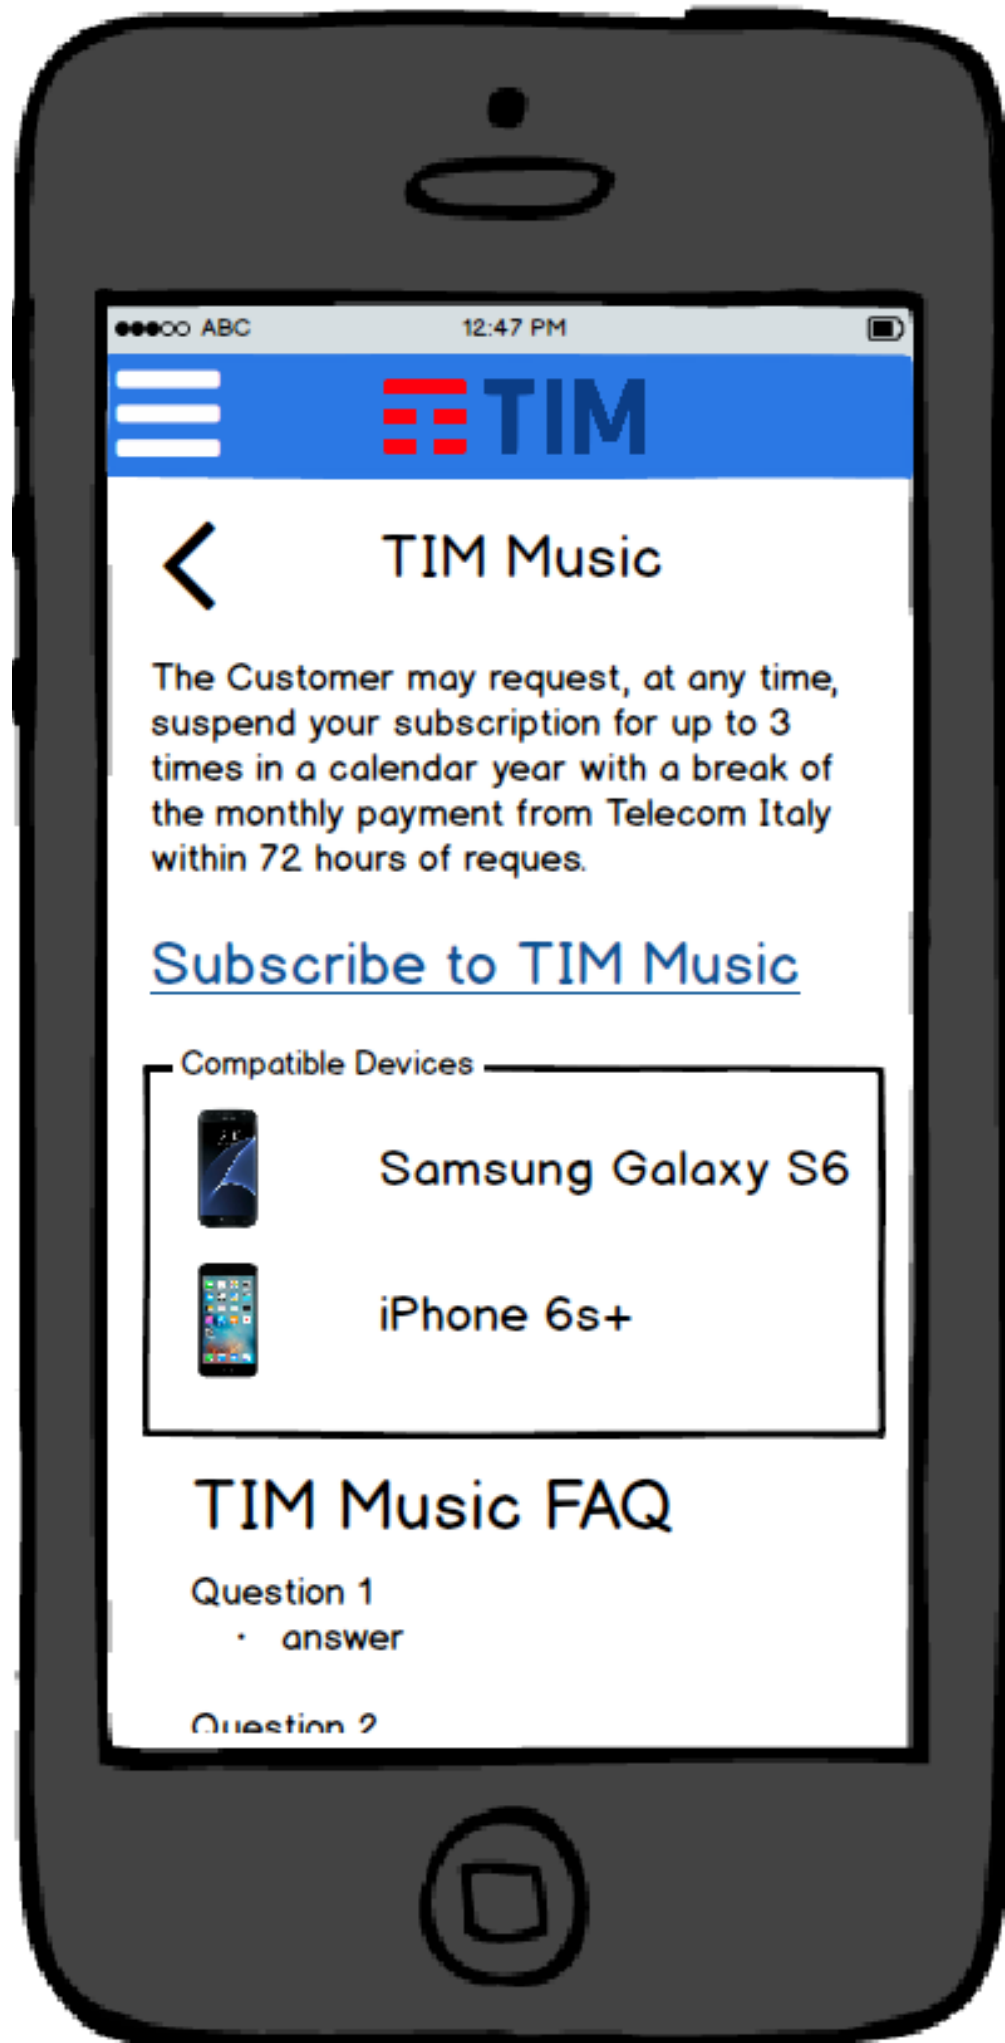 ABC 12:47 PM
TIM
TIM Music
The Customer may request, at any time,
suspend your subscription for up to 3
times in a calendar year with a break of
the monthly payment from Telecom Italy
within 72 hours of reques.
Subscribe to TIM Music
Compatible Devices
Samsung Galaxy S6
iPhone 6s+
TIM Music FAQ
Question 1
· answer
Question 2